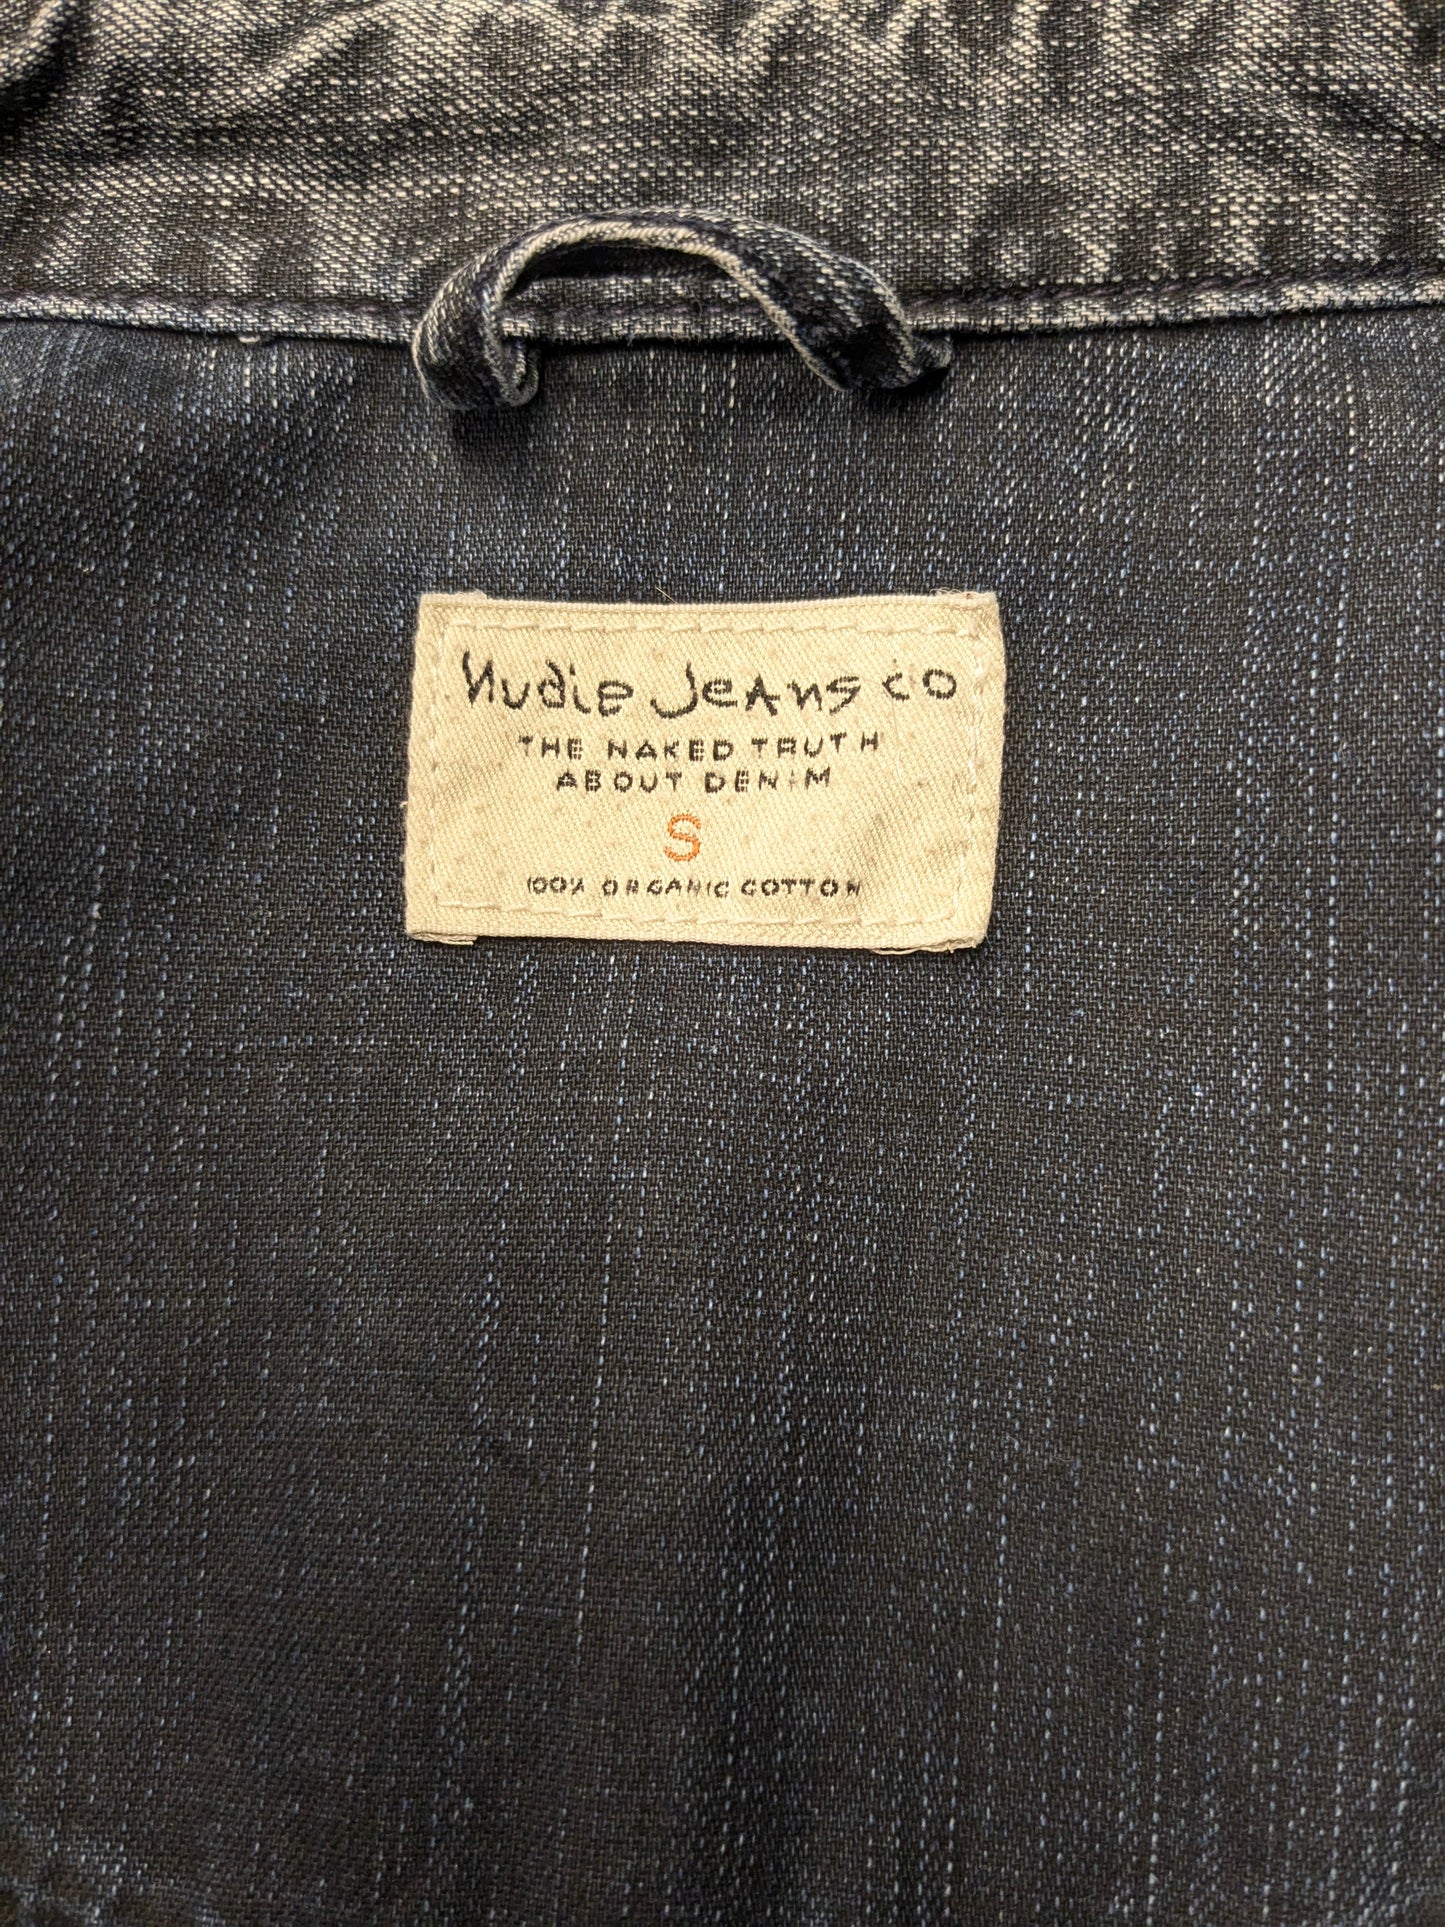 Nudie Jeans co
THE NAKED TRUTH
ABOUT DENIM
S
100% ORGANIC COTTON